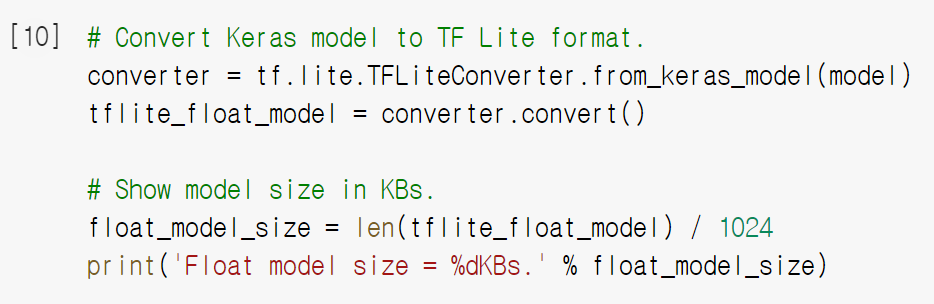 [10] # Convert Keras model to TF Lite format.
converter = tf.lite.TFLiteConverter.from_keras_model(model)
tflite_float_model = converter.convert()
# Show model size in KBs.
float_model_size = len(tflite_float_model) / 1024
print('Float model size = %dKBs.' % float_model_size)